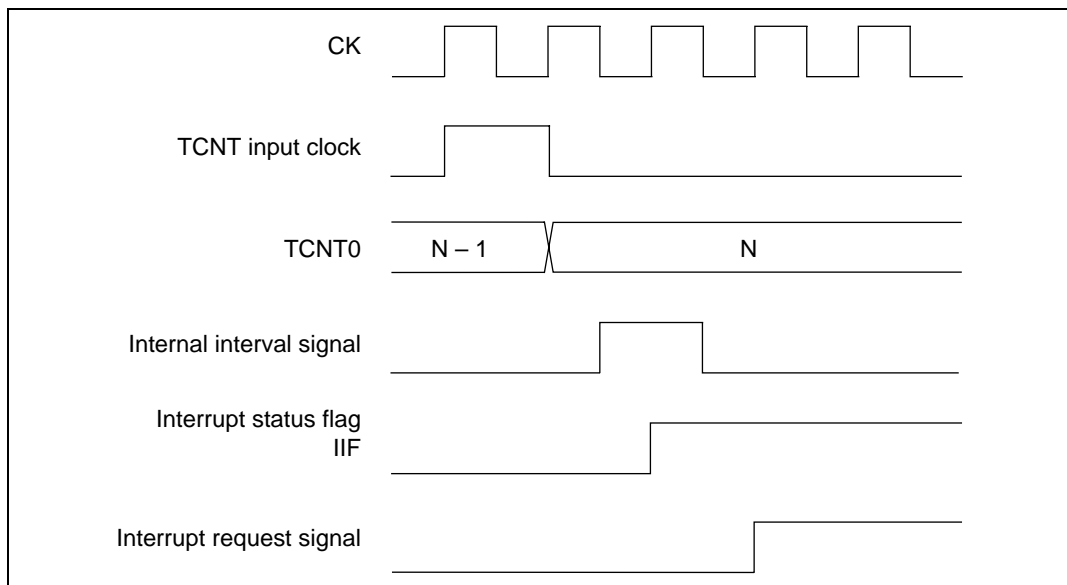 CK
TCNT input clock
TCNT0
N – 1
N
Internal interval signal
Interrupt status flag
IIF
Interrupt request signal